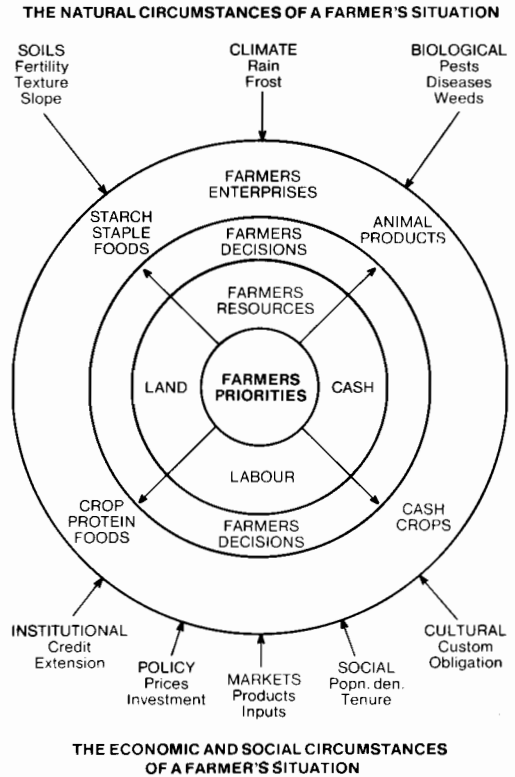 THE NATURAL CIRCUMSTANCES OF A FARMER'S SITUATION
SOILS
Fertility
Texture
Slope
CLIMATE
Rain
Frost
BIOLOGICAL
Pests
Diseases
Weeds
FARMERS
ENTERPRISES
STARCH
STAPLE
FOODS
ANIMAL
PRODUCTS
FARMERS
DECISIONS
FARMERS
RESOURCES
LAND
FARMERS
PRIORITIES
CASH
LABOUR
CROP
PROTEIN
FOODS
FARMERS
DECISIONS
CASH
CROPS
INSTITUTIONAL
Credit
Extension
POLICY
Prices
Investment
MARKETS
Products
Inputs
SOCIAL
Popn. den.
Tenure
CULTURAL
Custom
Obligation
THE ECONOMIC AND SOCIAL CIRCUMSTANCES
OF A FARMER'S SITUATION